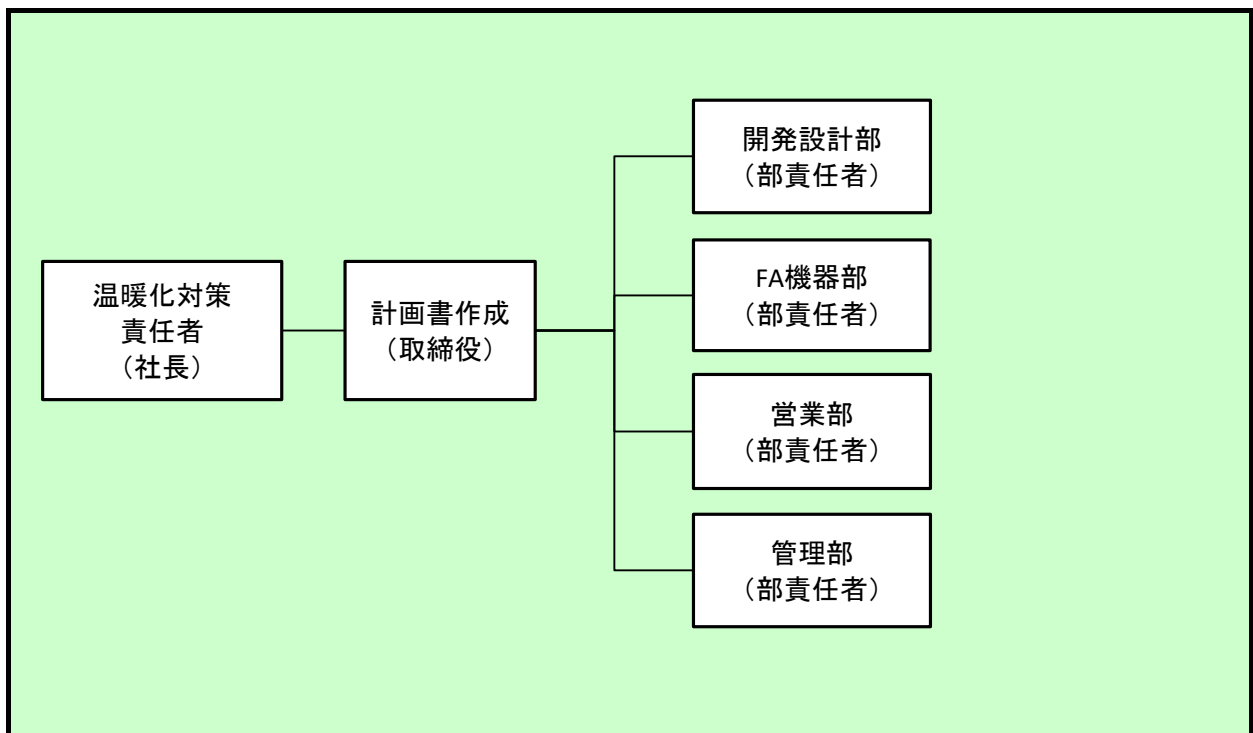 温暖化対策
責任者
（社長）
計画書作成
（取締役）
開発設計部
（部責任者）
FA機器部
（部責任者）
営業部
（部責任者）
管理部
（部責任者）